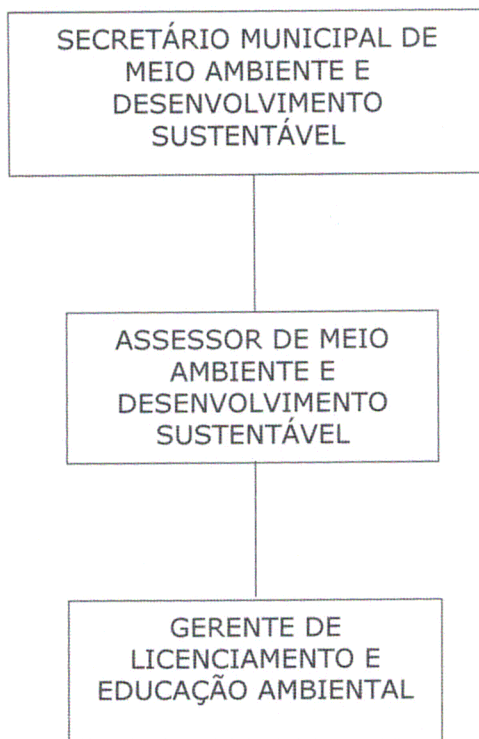 SECRETÁRIO MUNICIPAL DE
MEIO AMBIENTE E
DESENVOLVIMENTO
SUSTENTÁVEL
ASSESSOR DE MEIO
AMBIENTE E
DESENVOLVIMENTO
SUSTENTÁVEL
GERENTE DE
LICENCIAMENTO E
EDUCAÇÃO AMBIENTAL